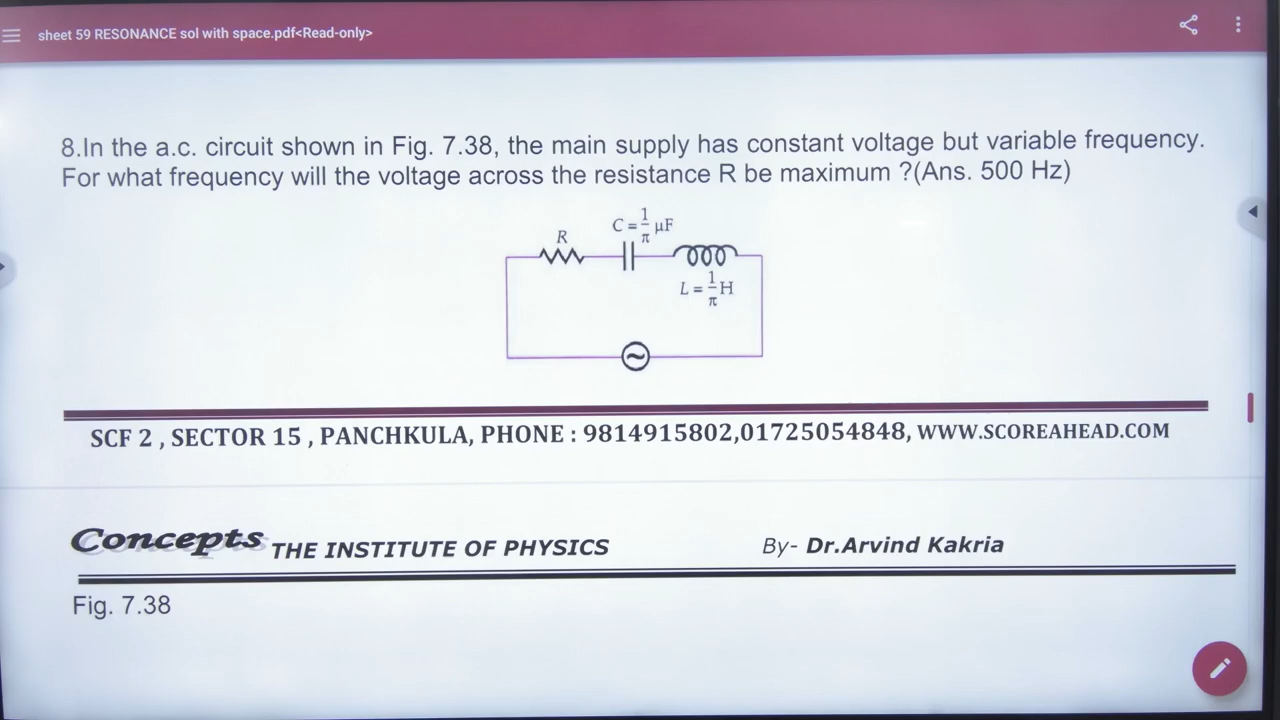 sheet 59 RESONANCE sol with space.pdf<Read-only>
8.In the a.c. circuit shown in Fig. 7.38, the main supply has constant voltage but variable frequency.
For what frequency will the voltage across the resistance R be maximum ?(Ans. 500 Hz)
R
C = 1/π μF
L = 1/π H
~
SCF 2 , SECTOR 15 , PANCHKULA, PHONE : 9814915802,01725054848, WWW.SCOREAHEAD.COM
Concepts THE INSTITUTE OF PHYSICS By- Dr.Arvind Kakria
Fig. 7.38